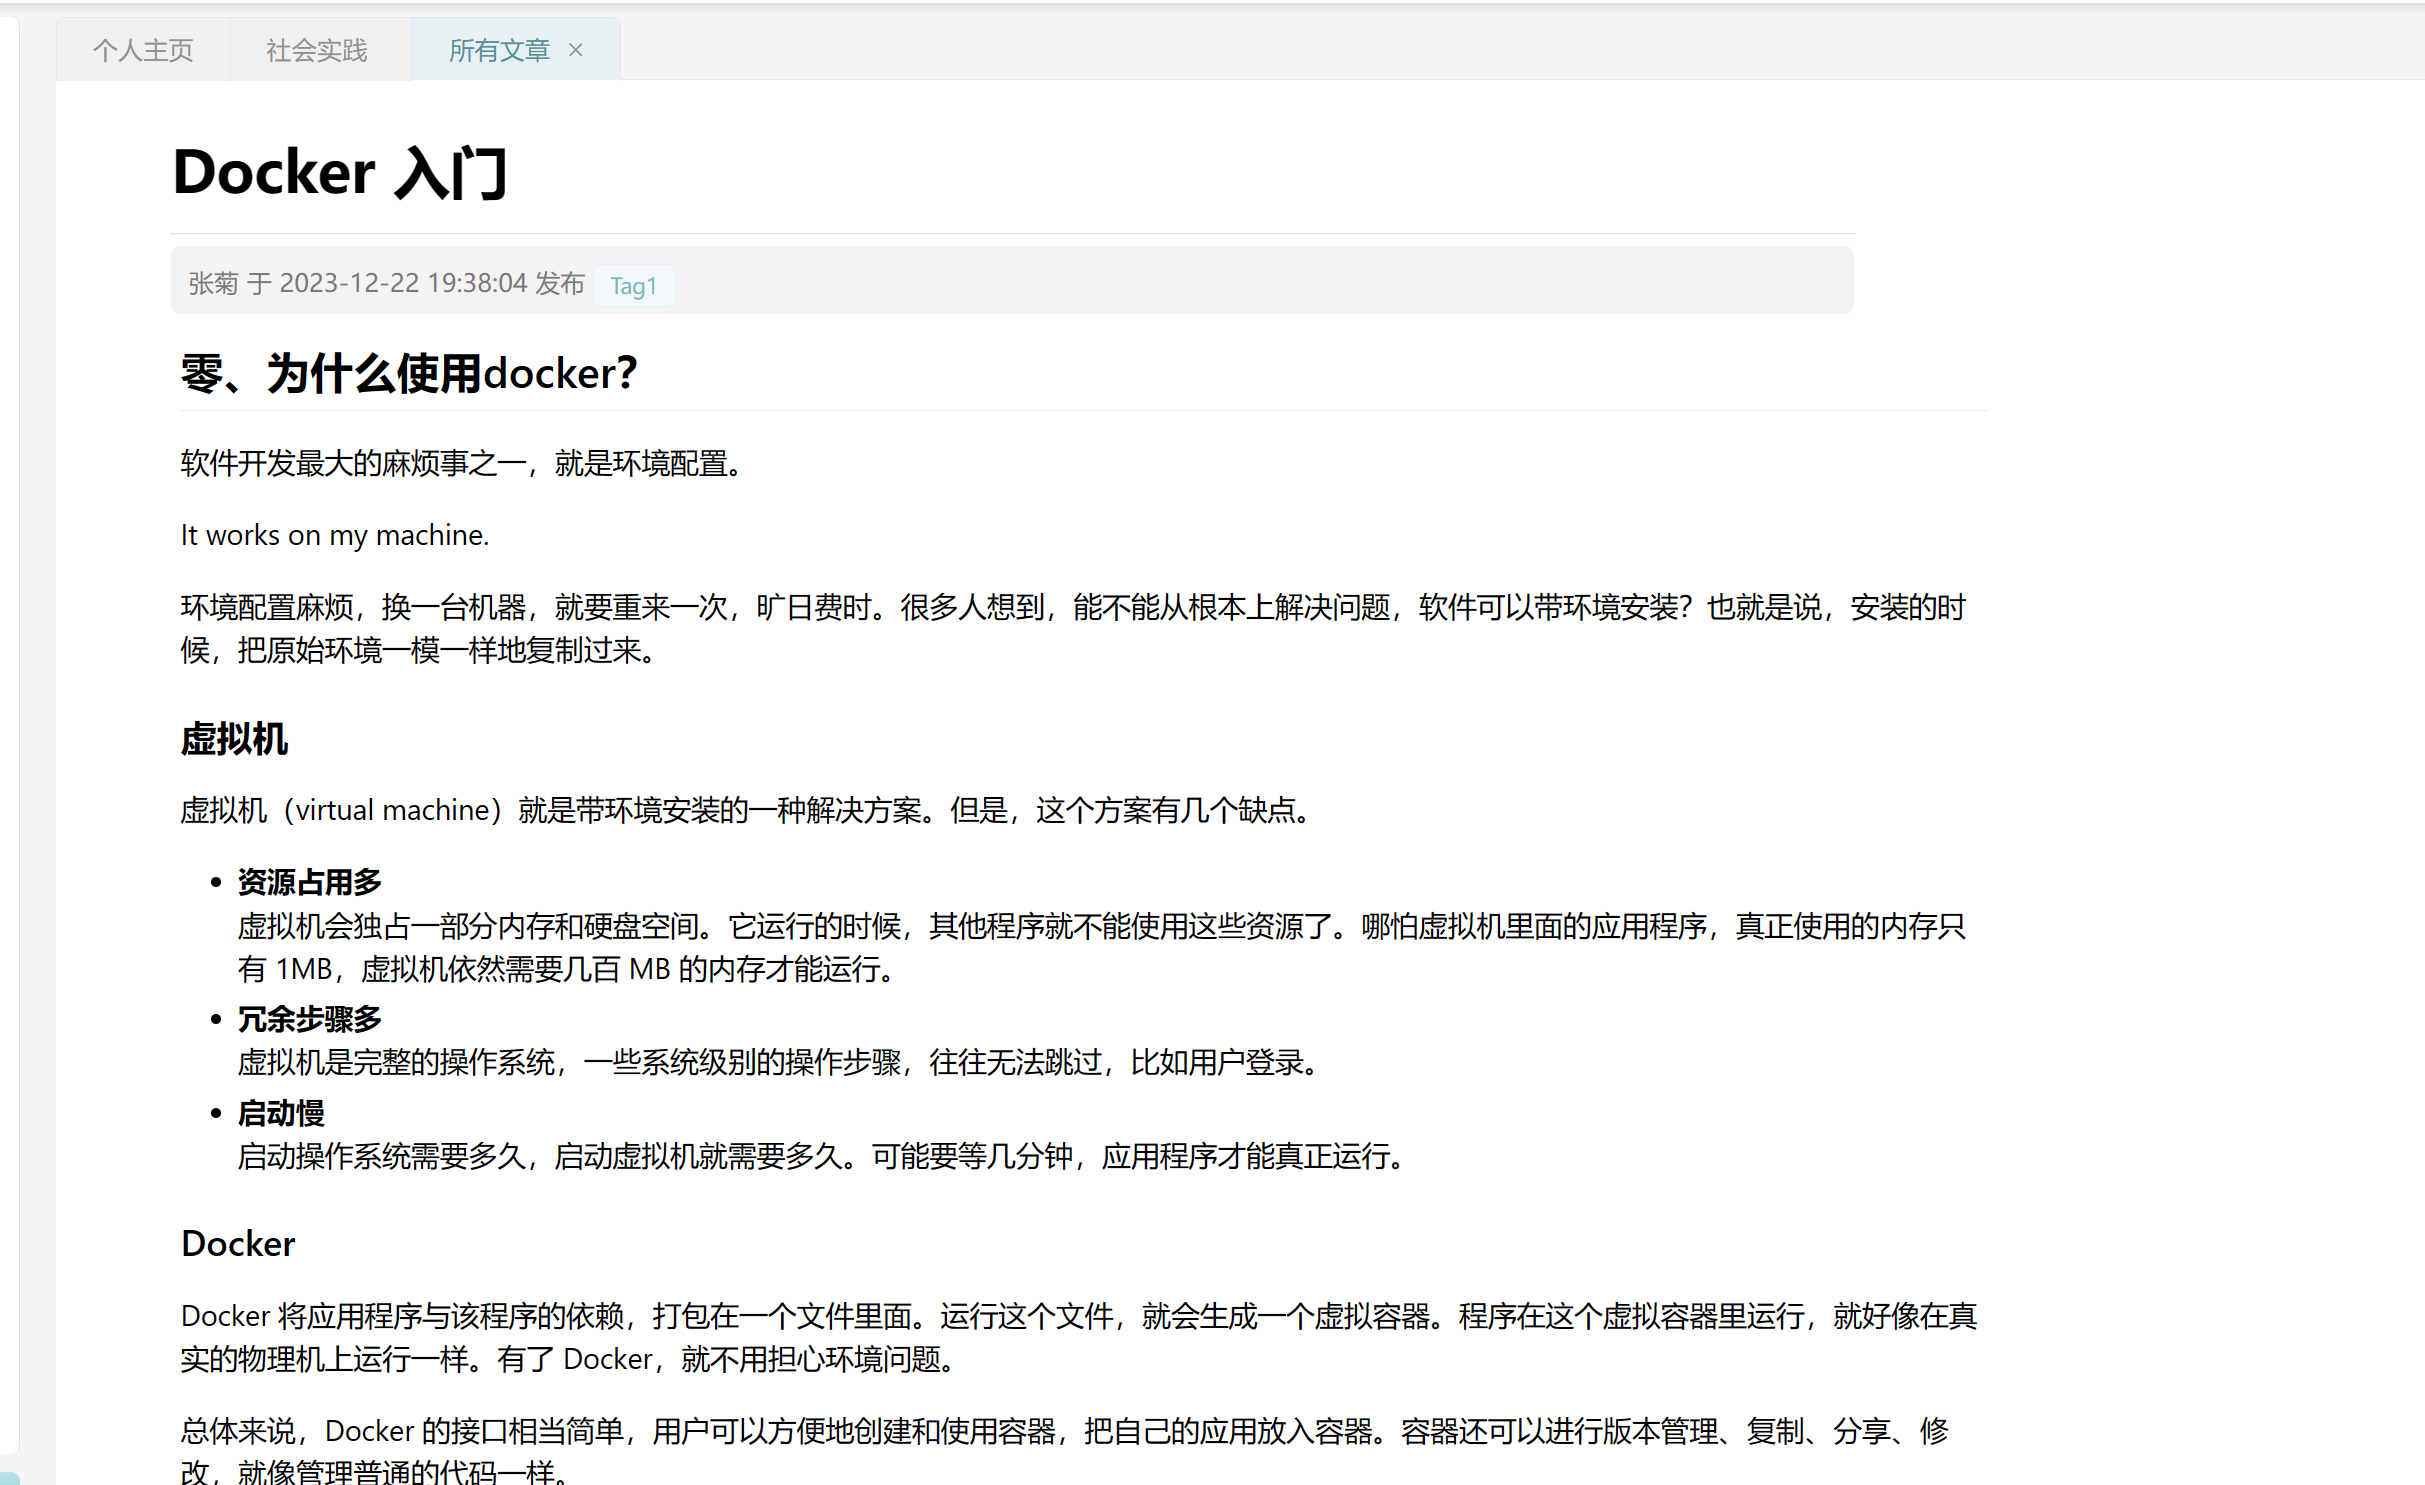 个人主页 社会实践 所有文章 ×
Docker 入门
张菊 于 2023-12-22 19:38:04 发布 Tag1
零、为什么使用docker？
软件开发最大的麻烦事之一，就是环境配置。
It works on my machine.
环境配置麻烦，换一台机器，就要重来一次，旷日费时。很多人想到，能不能从根本上解决问题，软件可以带环境安装？也就是说，安装的时
候，把原始环境一模一样地复制过来。
虚拟机
虚拟机（virtual machine）就是带环境安装的一种解决方案。但是，这个方案有几个缺点。
• 资源占用多
虚拟机会独占一部分内存和硬盘空间。它运行的时候，其他程序就不能使用这些资源了。哪怕虚拟机里面的应用程序，真正使用的内存只
有 1MB，虚拟机依然需要几百 MB 的内存才能运行。
• 冗余步骤多
虚拟机是完整的操作系统，一些系统级别的操作步骤，往往无法跳过，比如用户登录。
• 启动慢
启动操作系统需要多久，启动虚拟机就需要多久。可能要等几分钟，应用程序才能真正运行。
Docker
Docker 将应用程序与该程序的依赖，打包在一个文件里面。运行这个文件，就会生成一个虚拟容器。程序在这个虚拟容器里运行，就好像在真
实的物理机上运行一样。有了 Docker，就不用担心环境问题。
总体来说，Docker 的接口相当简单，用户可以方便地创建和使用容器，把自己的应用放入容器。容器还可以进行版本管理、复制、分享、修
改，就像管理普通的代码一样。